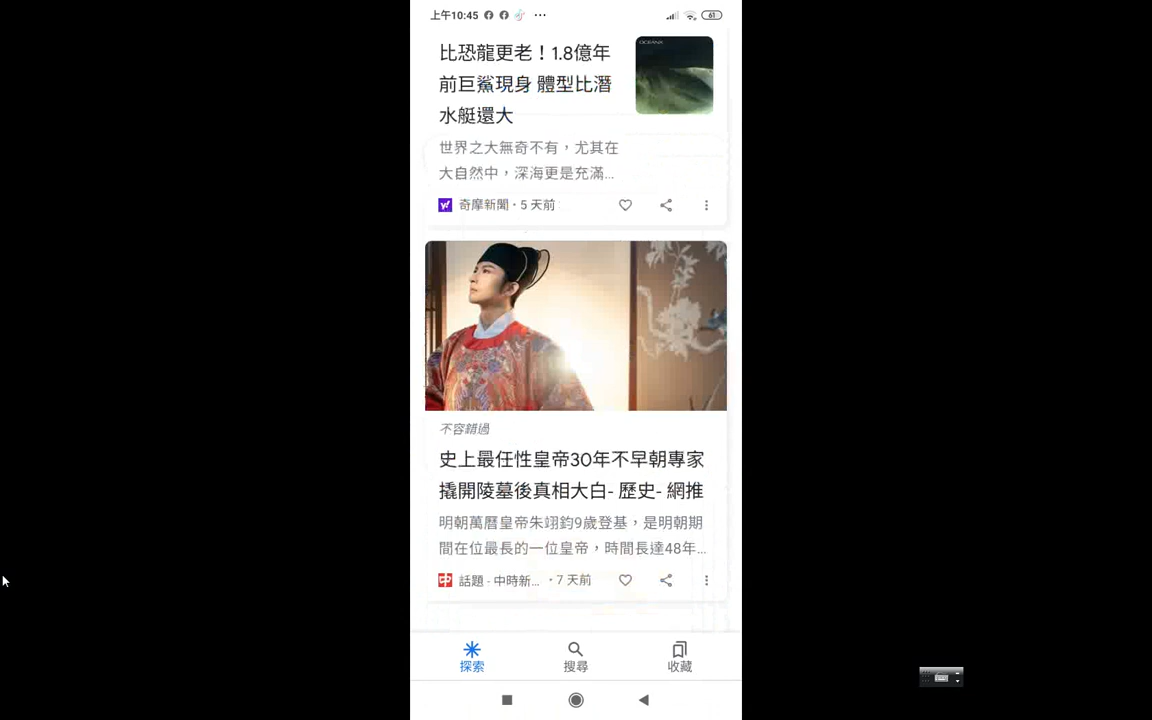 上午10:45 ...
61
比恐龍更老！1.8億年
前巨鯊現身 體型比潛
水艇還大
OCEANX
世界之大無奇不有，尤其在
大自然中，深海更是充滿...
奇摩新聞・5 天前
不容錯過
史上最任性皇帝30年不早朝專家
撬開陵墓後真相大白- 歷史- 網推
明朝萬曆皇帝朱翊鈞9歲登基，是明朝期
間在位最長的一位皇帝，時間長達48年...
中 話題 - 中時新... ・7 天前
探索
搜尋
收藏